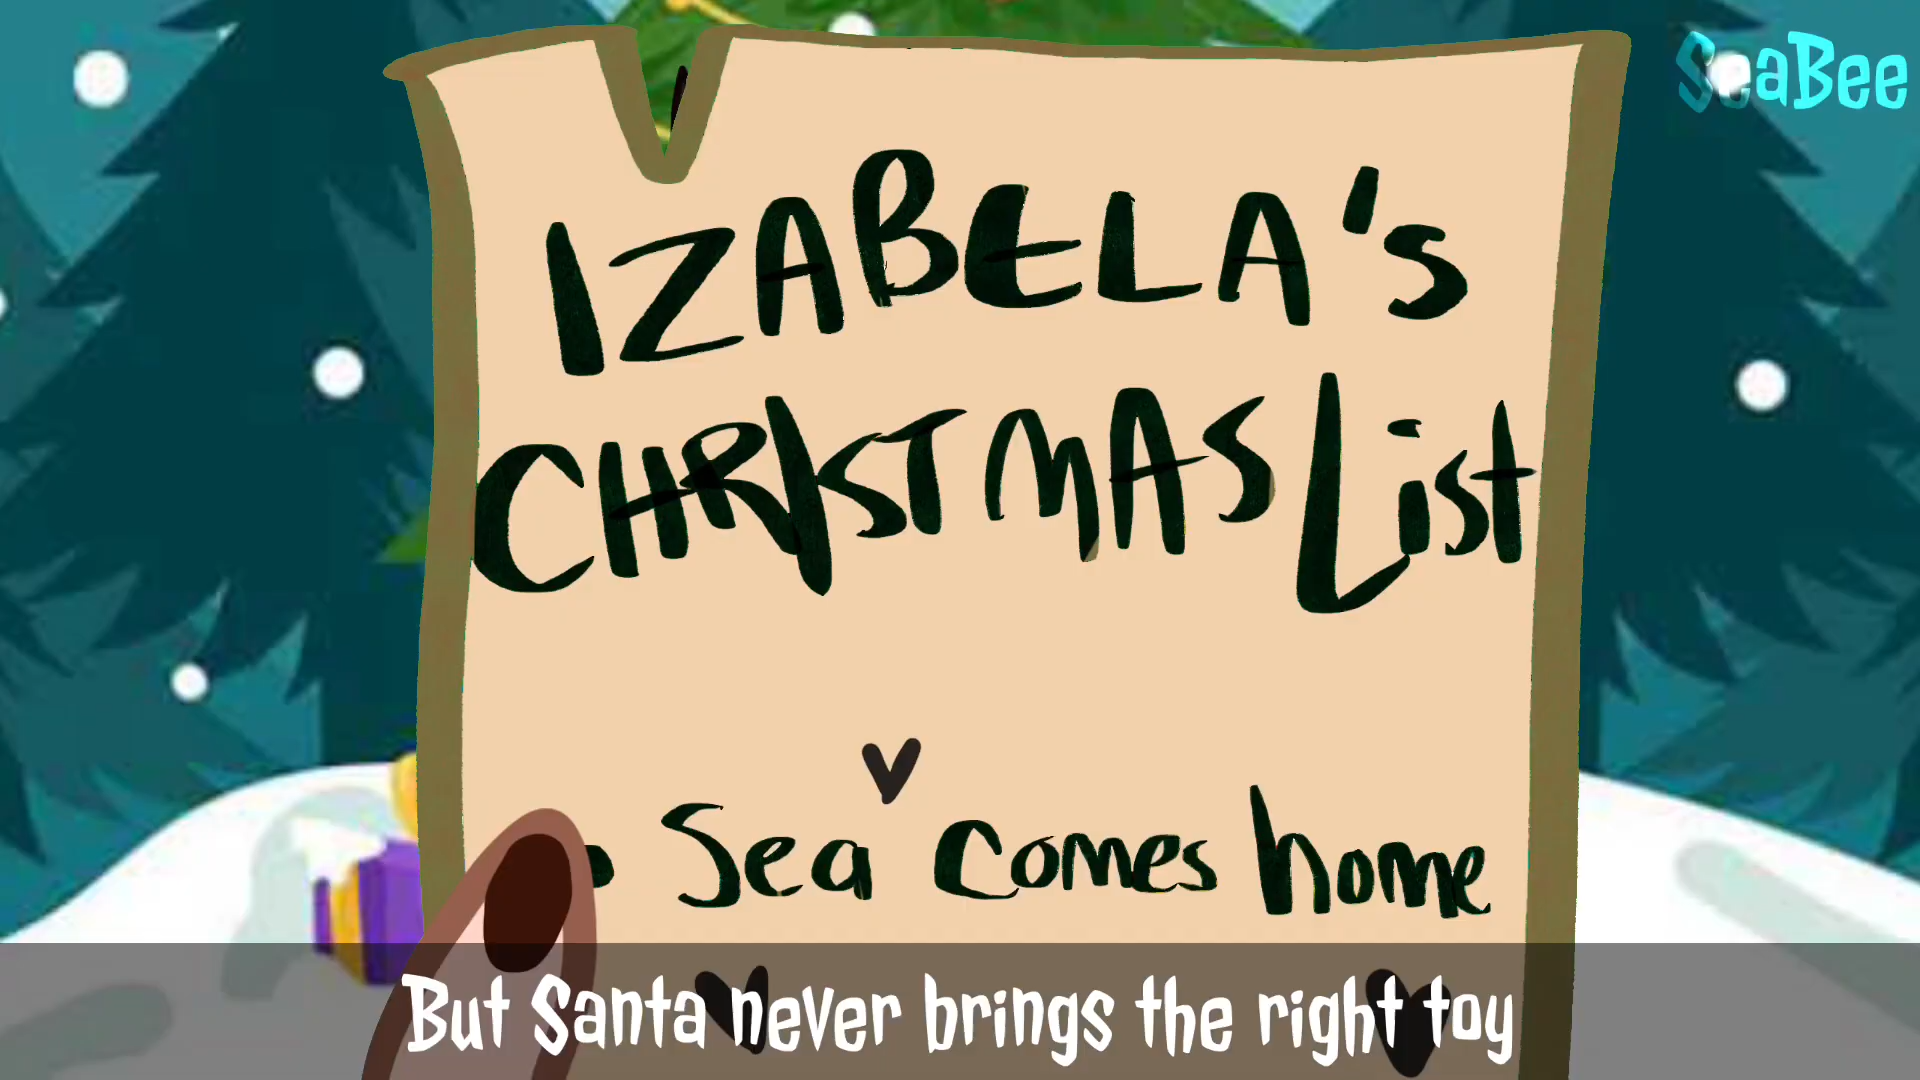 SeaBee
IZABELA's
CHRISTMAS List
Sea comes home
But Santa never brings the right toy